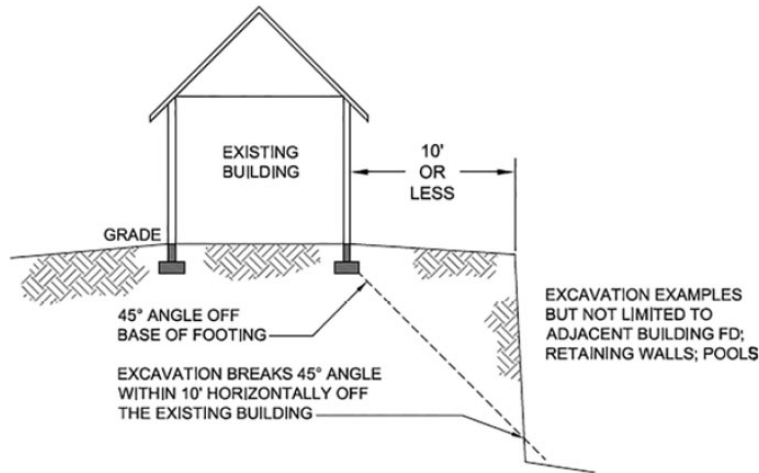 EXISTING
BUILDING
10'
OR
LESS
GRADE
45° ANGLE OFF
BASE OF FOOTING
EXCAVATION BREAKS 45° ANGLE
WITHIN 10' HORIZONTALLY OFF
THE EXISTING BUILDING
EXCAVATION EXAMPLES
BUT NOT LIMITED TO
ADJACENT BUILDING FD;
RETAINING WALLS; POOLS